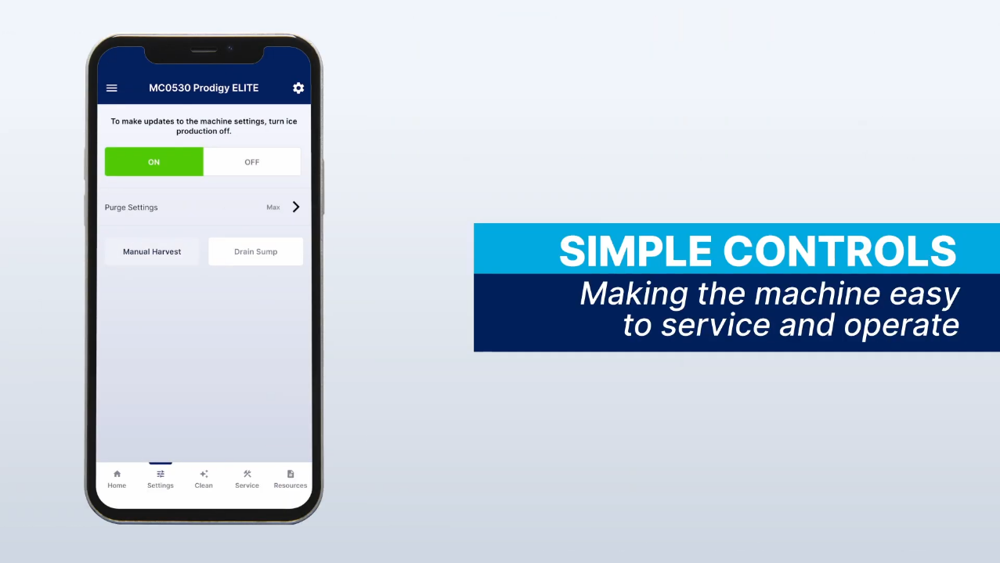 MC0530 Prodigy ELITE
To make updates to the machine settings, turn ice
production off.
ON
OFF
Purge Settings
Max
Manual Harvest
Drain Sump
Home
Settings
Clean
Service
Resources
SIMPLE CONTROLS
Making the machine easy
to service and operate